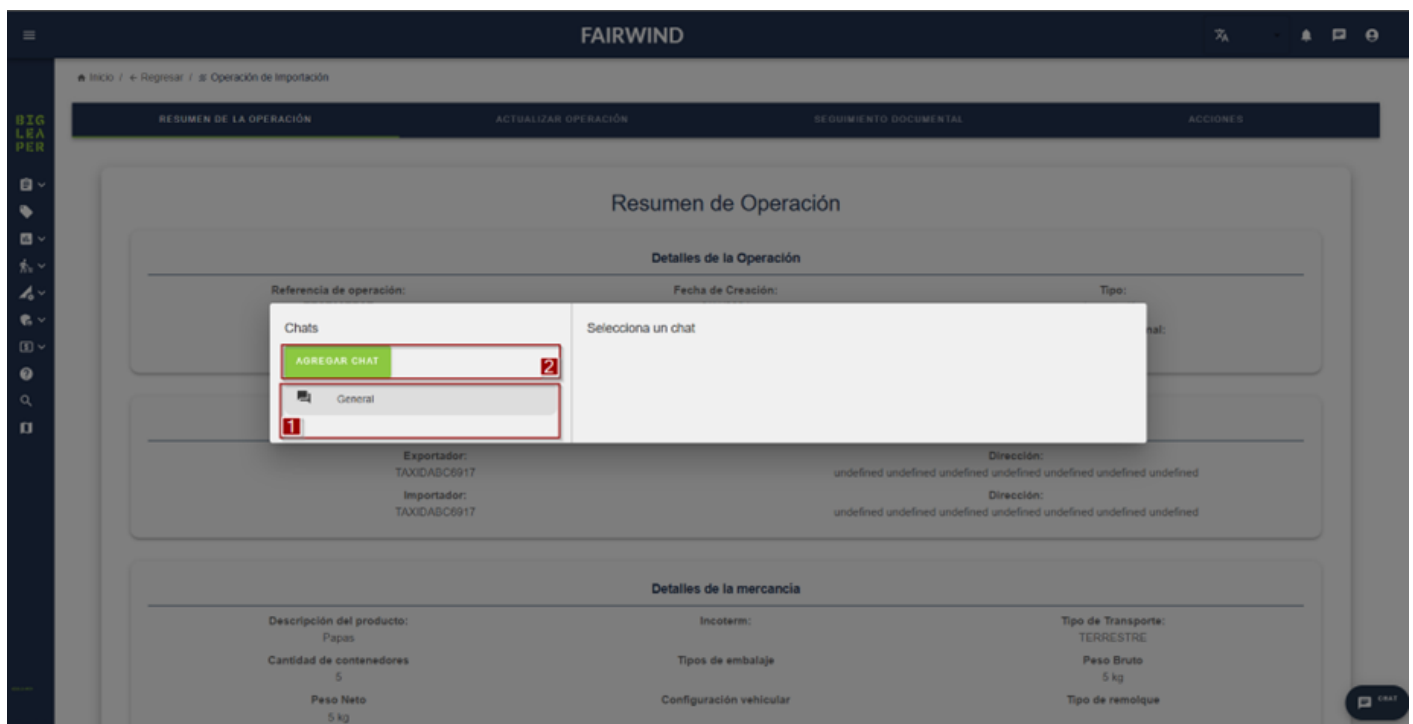 FAIRWIND
Inicio / ← Regresar / Operación de Importación
BIG
LEA
PER
RESUMEN DE LA OPERACIÓN ACTUALIZAR OPERACIÓN SEGUIMIENTO DOCUMENTAL ACCIONES
Resumen de Operación
Detalles de la Operación
Referencia de operación: Fecha de Creación: Tipo:
Chats
Selecciona un chat
AGREGAR CHAT
2
General
1
Exportador: Dirección:
TAXIDABC6917 undefined undefined undefined undefined undefined undefined undefined
Importador: Dirección:
TAXIDABC6917 undefined undefined undefined undefined undefined undefined undefined
Detalles de la mercancia
Descripción del producto: Incoterm: Tipo de Transporte:
Papas TERRESTRE
Cantidad de contenedores Tipos de embalaje Peso Bruto
5 5 kg
Peso Neto Configuración vehicular Tipo de remolque
5 kg
CHAT